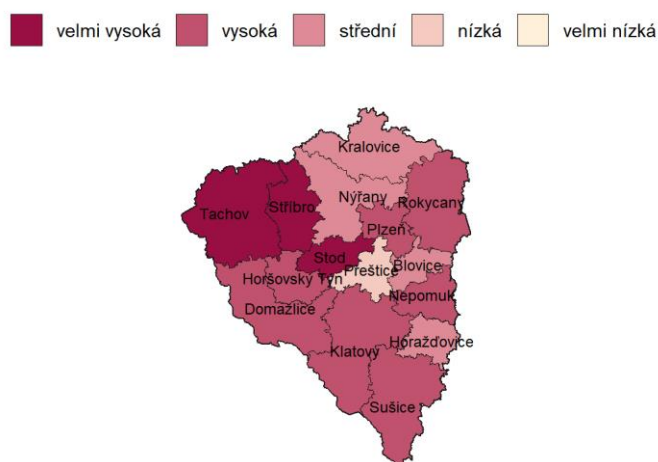 velmi vysoká vysoká střední nízká velmi nízká
Kralovice
Nýřany
Rokycany
Stříbro
Tachov
Plzeň
Stod
Blovice
Přeštice
Horšovský Týn
Nepomuk
Domažlice
Horažďovice
Klatovy
Sušice